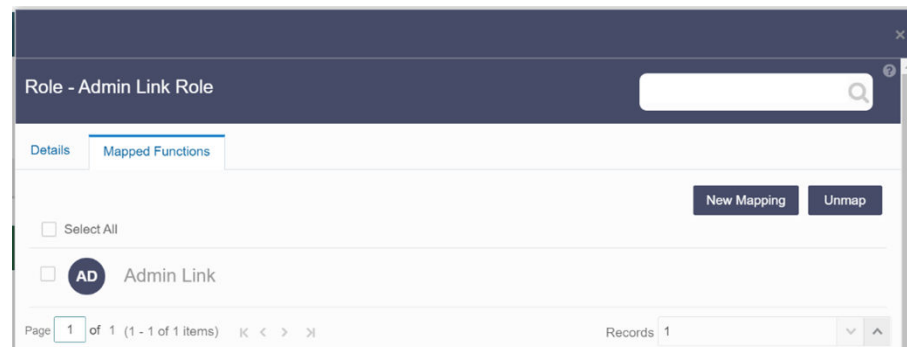 Role - Admin Link Role
Details Mapped Functions
New Mapping Unmap
Select All
AD Admin Link
Page 1 of 1 (1 - 1 of 1 items) Records 1